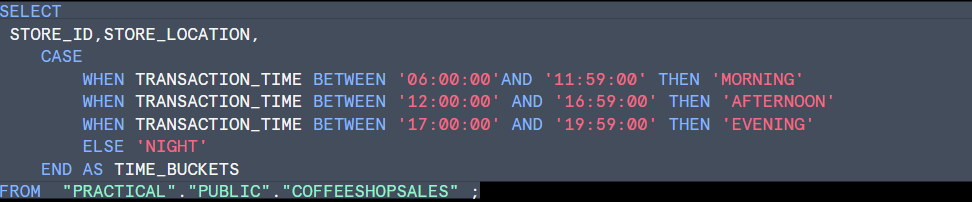 SELECT
STORE_ID,STORE_LOCATION,
CASE
WHEN TRANSACTION_TIME BETWEEN '06:00:00'AND '11:59:00' THEN 'MORNING'
WHEN TRANSACTION_TIME BETWEEN '12:00:00' AND '16:59:00' THEN 'AFTERNOON'
WHEN TRANSACTION_TIME BETWEEN '17:00:00' AND '19:59:00' THEN 'EVENING'
ELSE 'NIGHT'
END AS TIME_BUCKETS
FROM "PRACTICAL"."PUBLIC"."COFFEESHOPSALES" ;